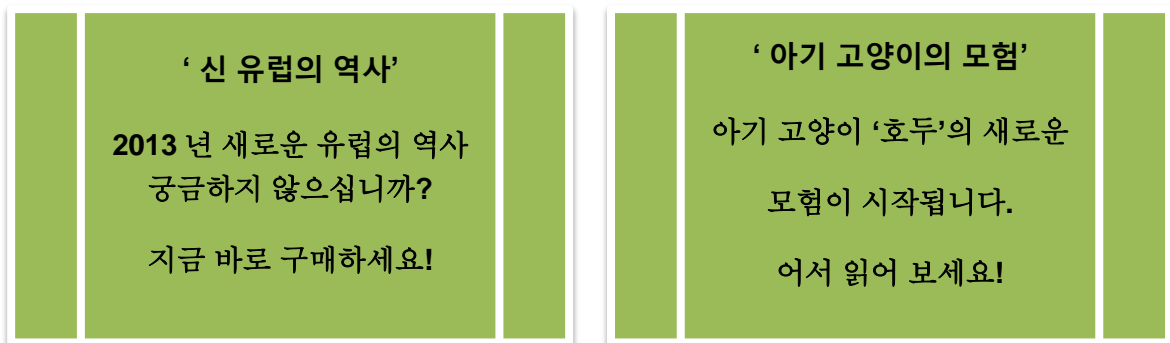 ‘ 신 유럽의 역사’
2013 년 새로운 유럽의 역사
궁금하지 않으십니까?
지금 바로 구매하세요!
‘ 아기 고양이의 모험’
아기 고양이 ‘호두’의 새로운
모험이 시작됩니다.
어서 읽어 보세요!